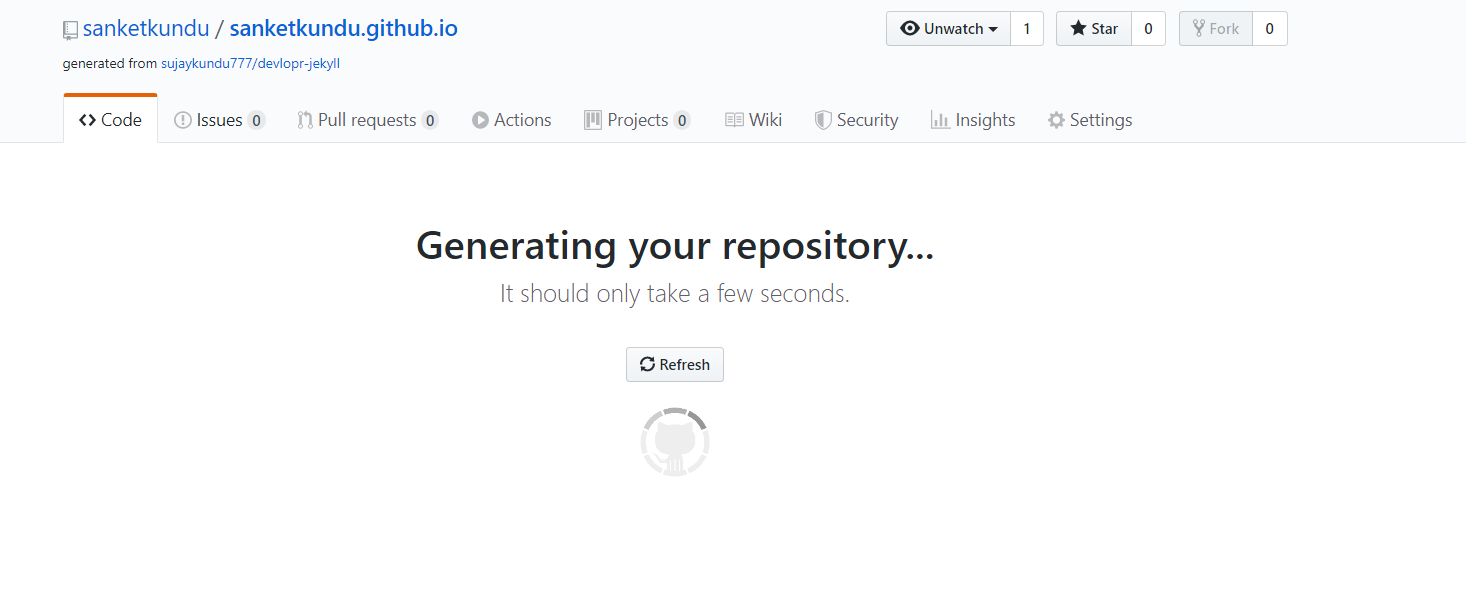 sanketkundu / sanketkundu.github.io Unwatch 1 Star 0 Fork 0
generated from sujaykundu777/devlopr-jekyll
Code Issues 0 Pull requests 0 Actions Projects 0 Wiki Security Insights Settings
Generating your repository...
It should only take a few seconds.
Refresh